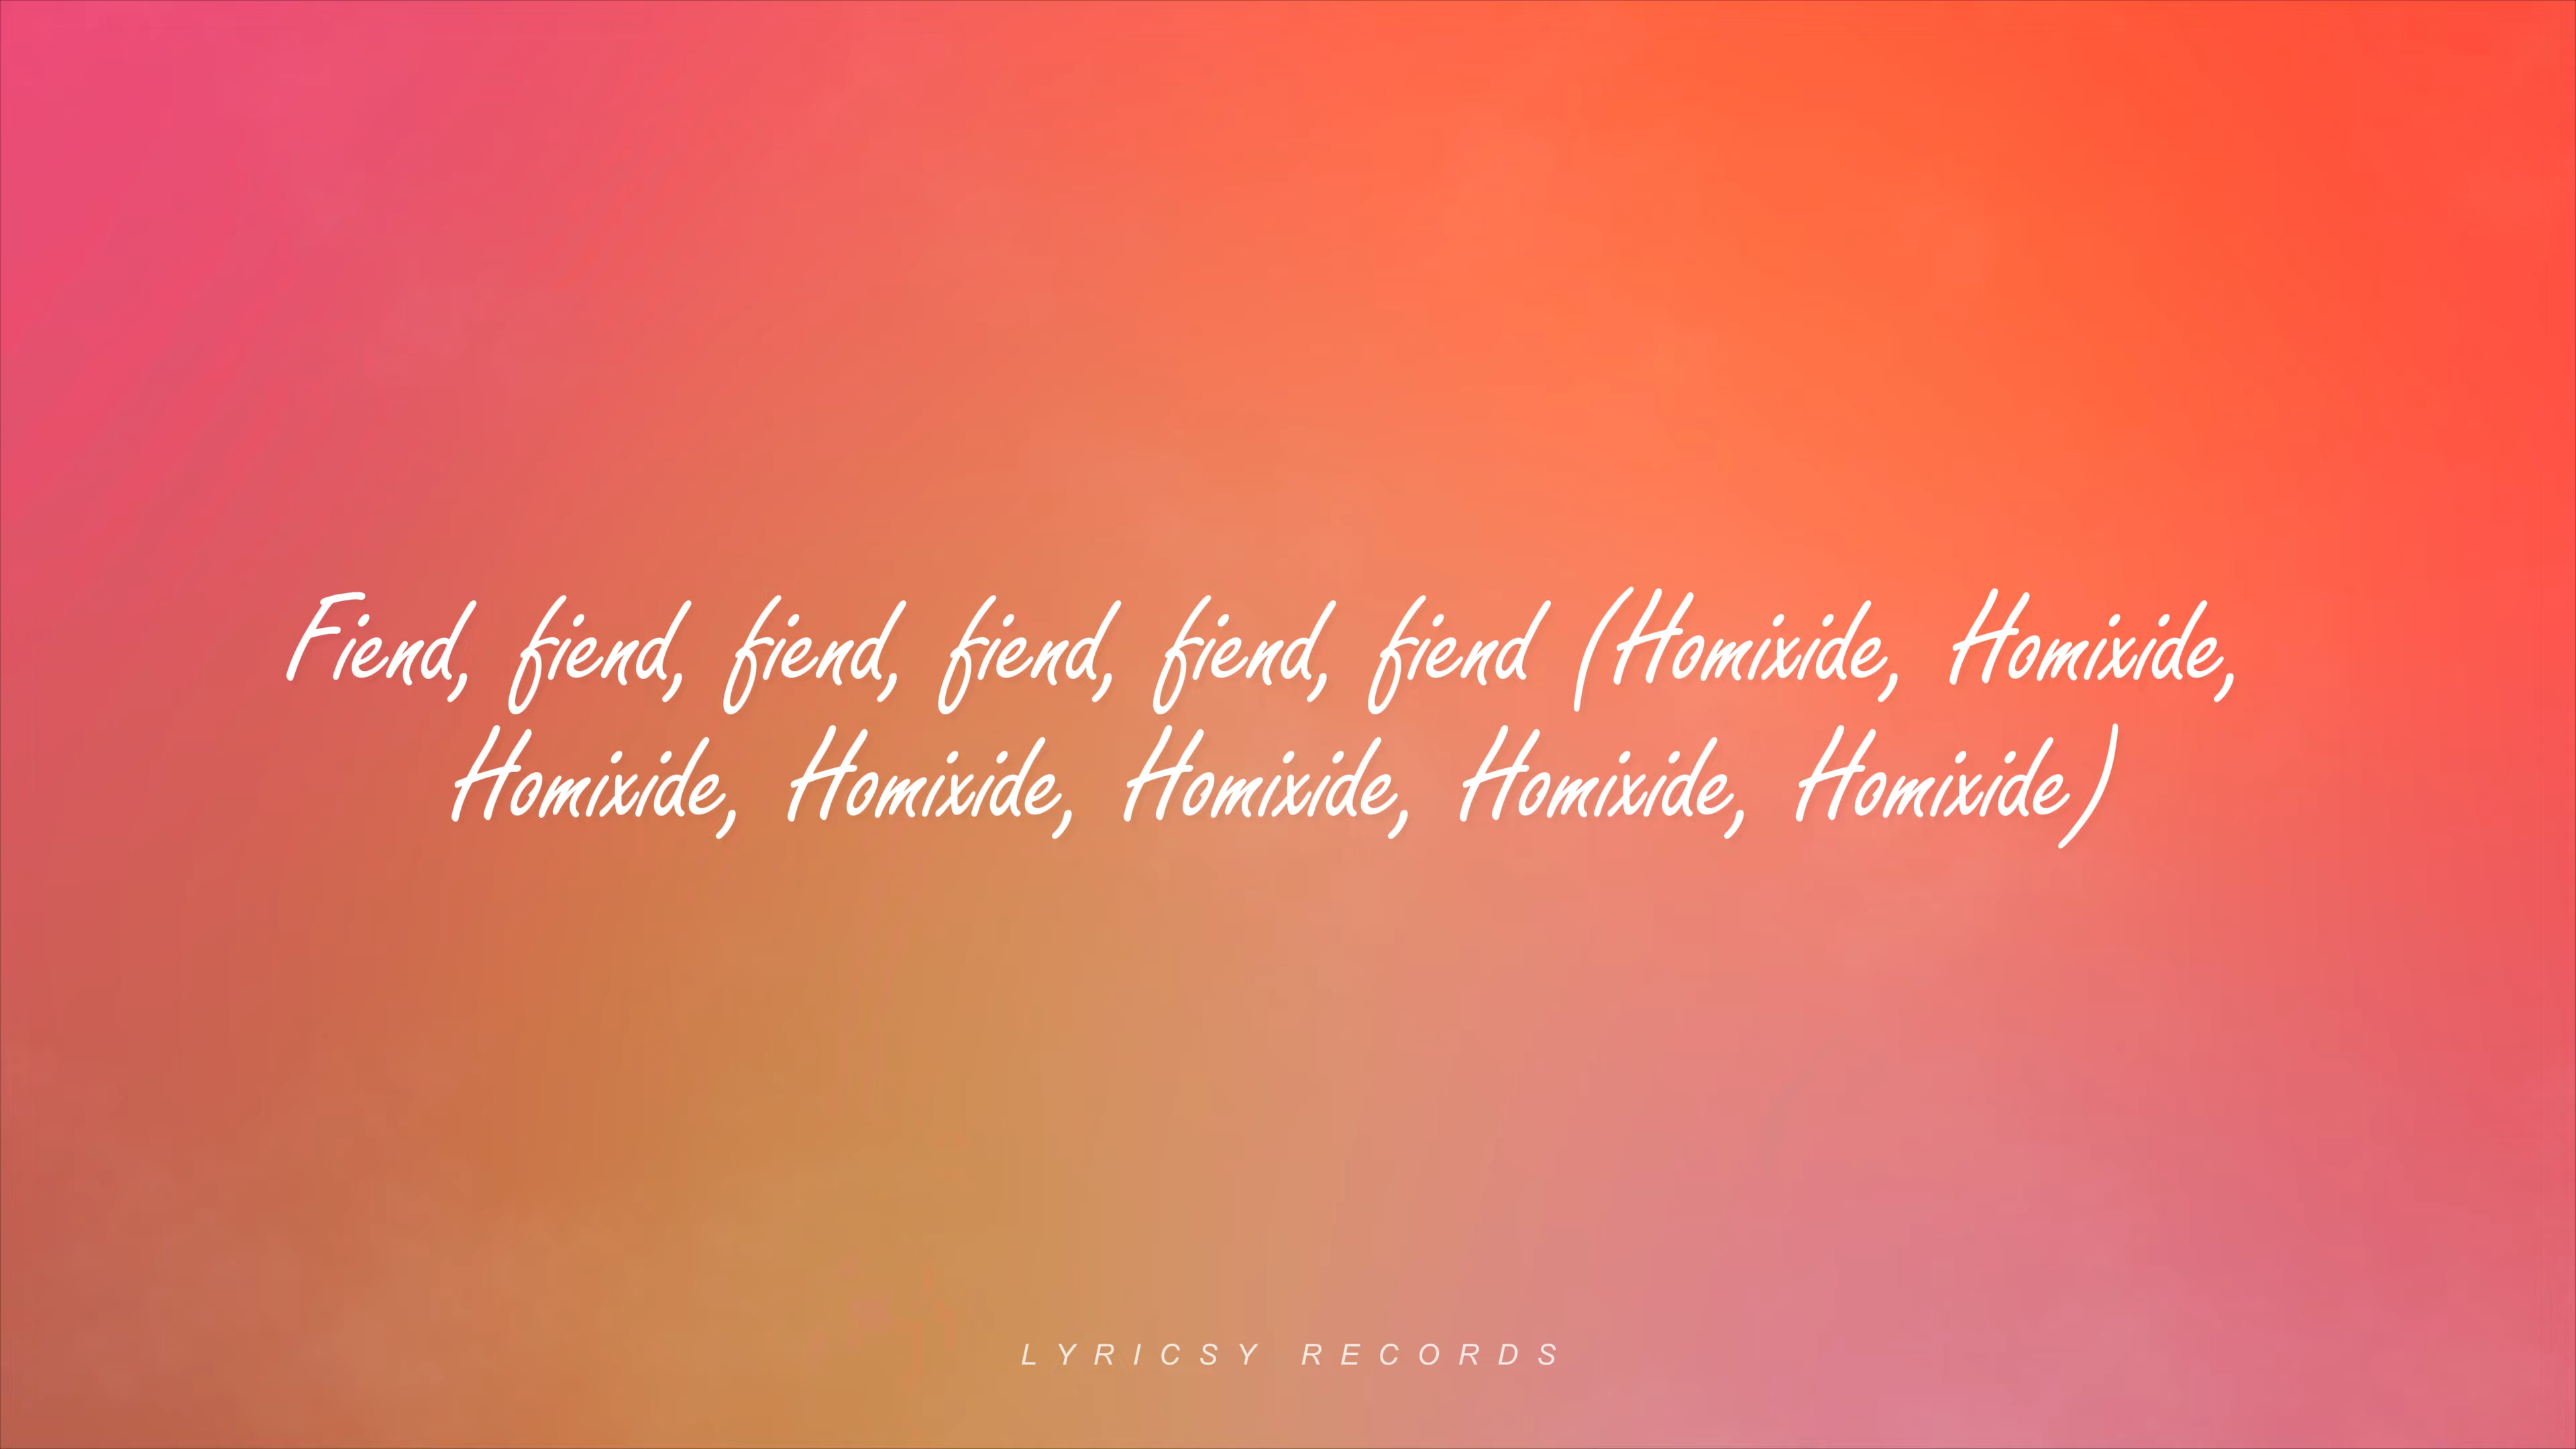 Fiend, fiend, fiend, fiend, fiend, fiend (Homixide, Homixide,
Homixide, Homixide, Homixide, Homixide, Homixide)
LYRICSY RECORDS